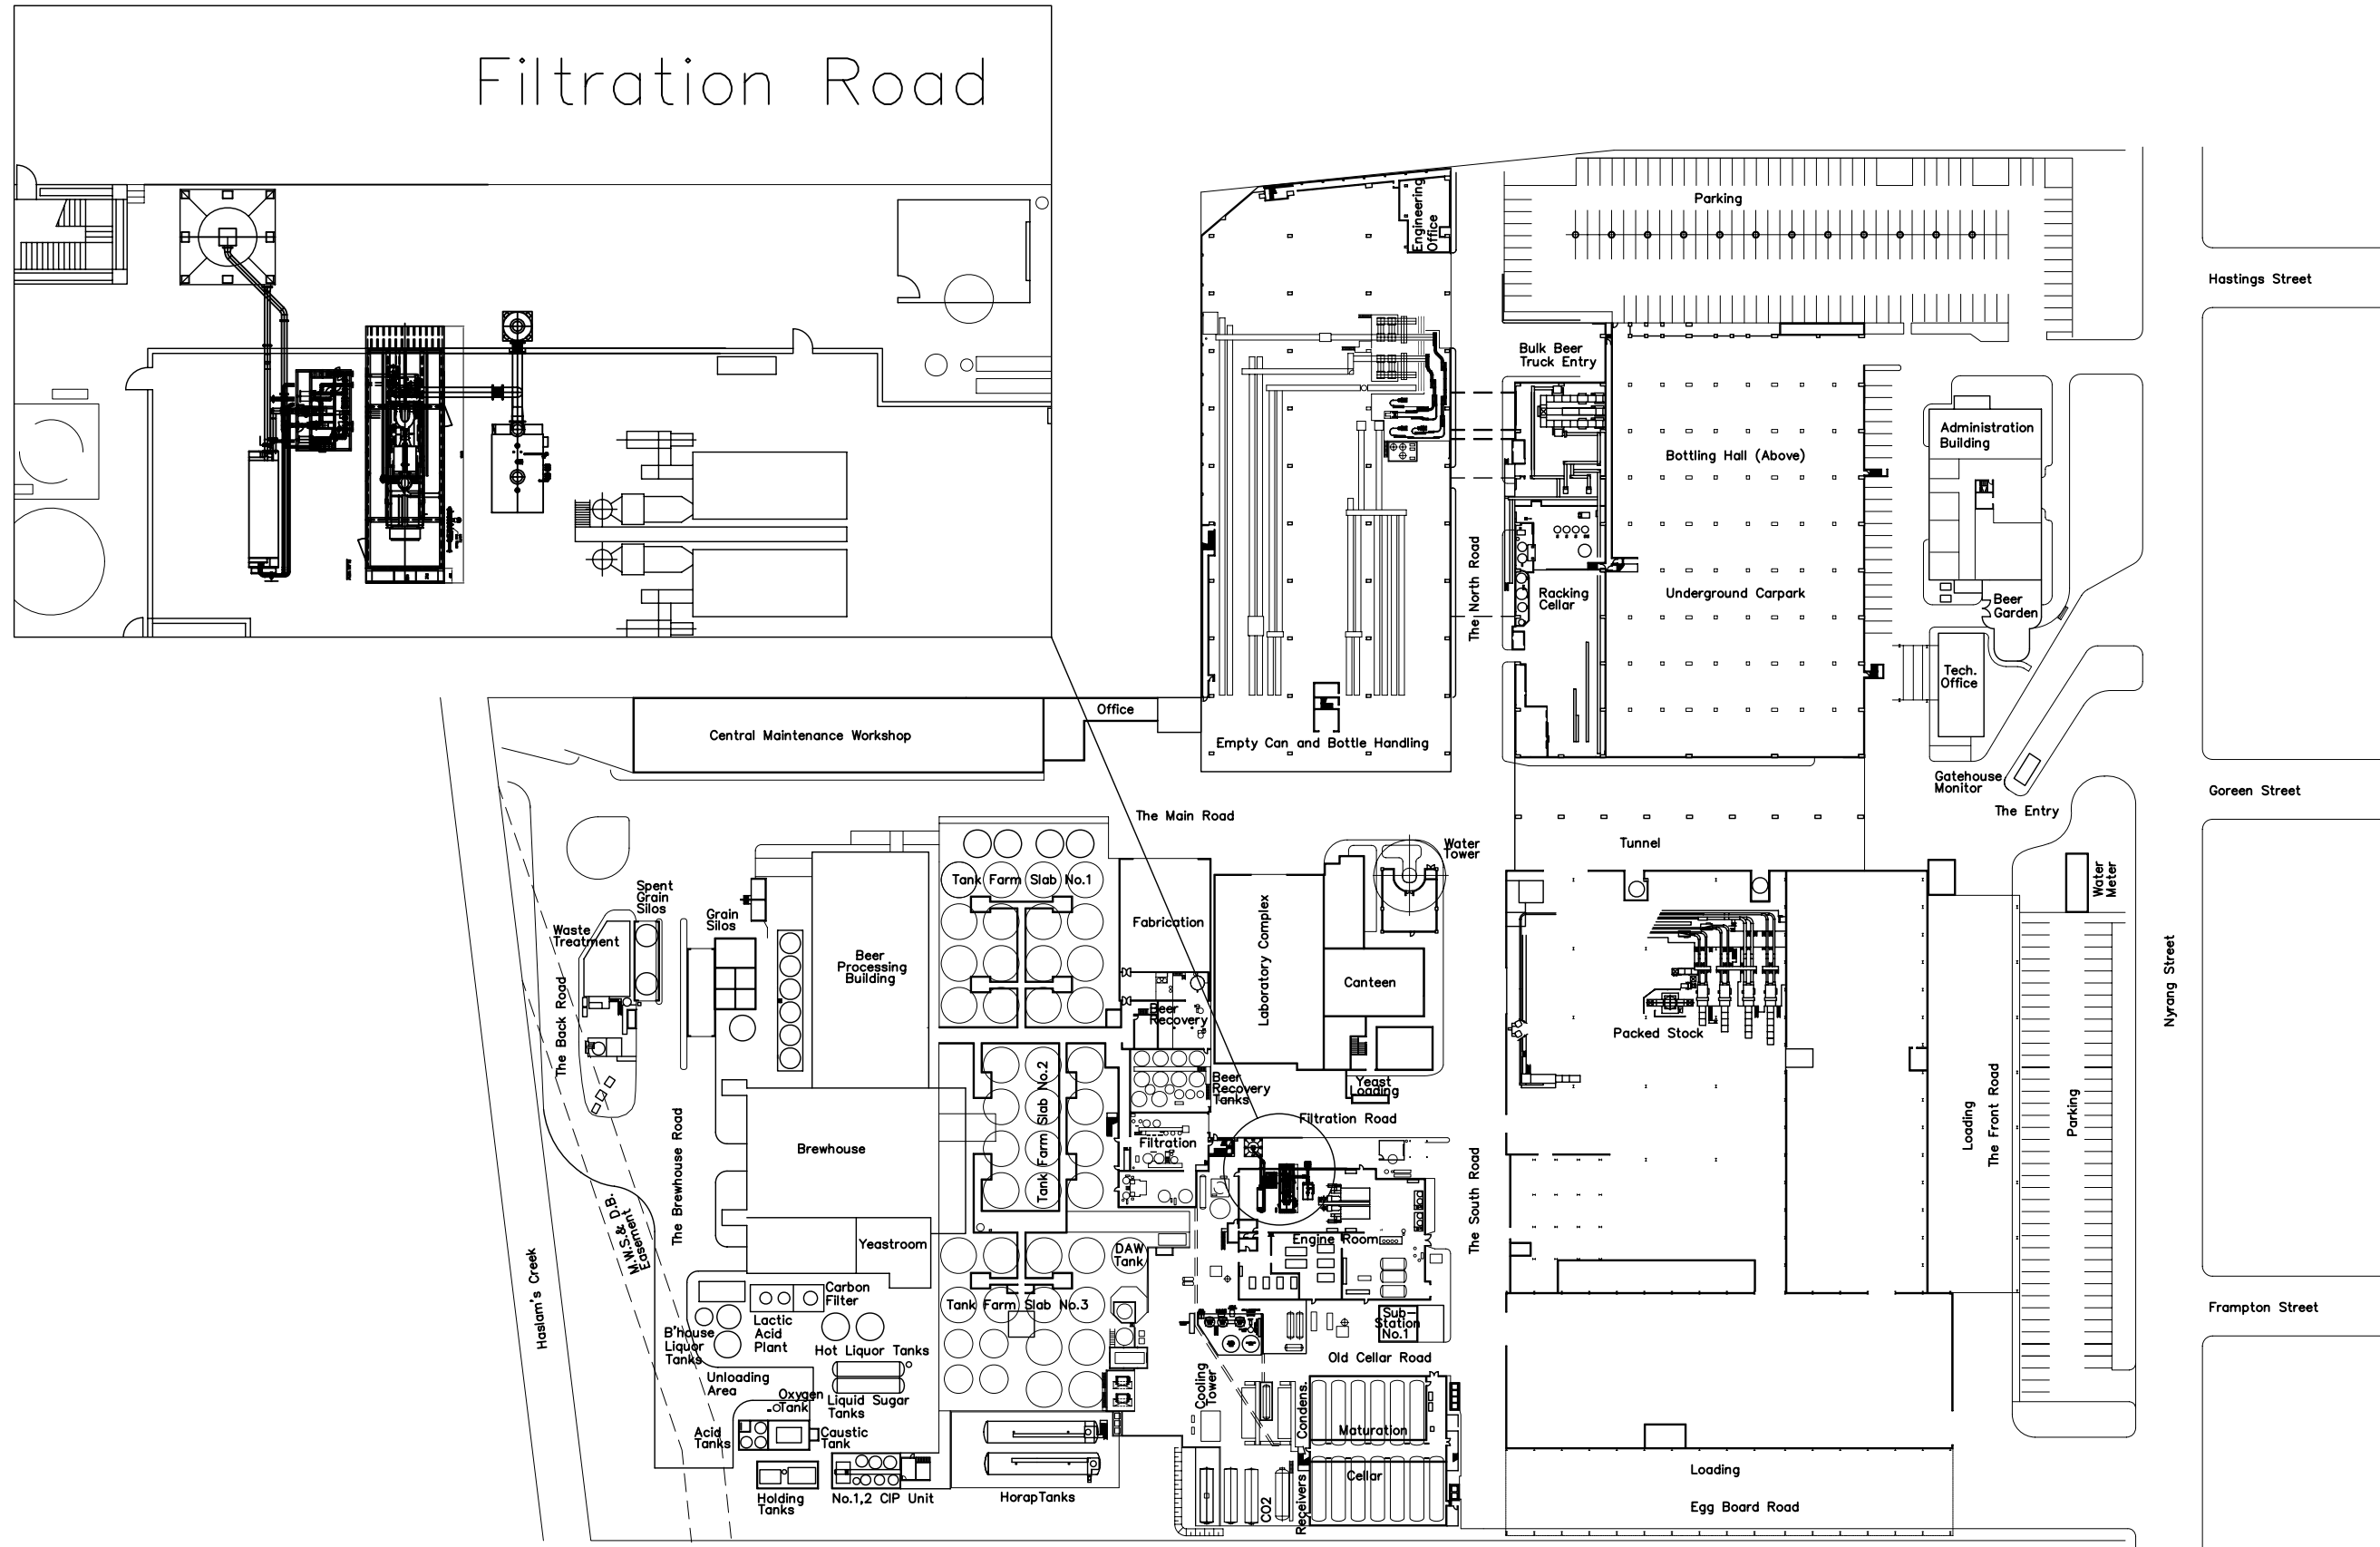 Filtration Road
Engineering
Office
Parking
Hastings Street
Bulk Beer
Truck Entry
Administration
Building
Bottling Hall (Above)
The North Road
Racking
Cellar
Underground Carpark
Beer
Garden
Tech.
Office
Office
Central Maintenance Workshop
Empty Can and Bottle Handling
Gatehouse
Monitor
Goreen Street
The Entry
The Main Road
Tunnel
Water
Tower
Water
Meter
Tank Farm Slab No.1
Spent
Grain
Silos
Grain
Silos
Waste
Treatment
Fabrication
Laboratory Complex
Beer
Processing
Building
Canteen
Nyrang Street
The Back Road
Beer
Recovery
Packed Stock
Tank Farm Slab No.2
Beer
Recovery
Tanks
Yeast
Loading
Filtration Road
Loading
The Front Road
Parking
The Brewhouse Road
Brewhouse
Filtration
The South Road
M.W.S.& D.B.
Easement
Yeastroom
DAW
Tank
Engine Room
Haslam's Creek
Carbon
Filter
Tank Farm Slab No.3
Lactic
Acid
Plant
B'house
Liquor
Tanks
Hot Liquor Tanks
Sub-
Station
No.1
Frampton Street
Old Cellar Road
Unloading
Area
Oxygen
Tank
Liquid Sugar
Tanks
Cooling
Tower
Condens.
Maturation
Acid
Tanks
Caustic
Tank
Cellar
Loading
Holding
Tanks
No.1,2 CIP Unit
HorapTanks
CO2
Receivers
Egg Board Road